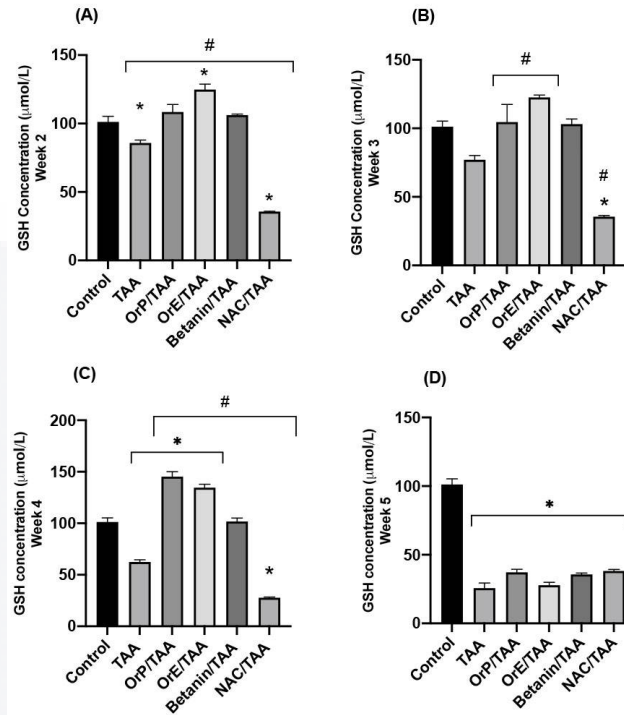 (A)
#
GSH Concentration (μmol/L)
Week 2
150
100
50
0
*
*
*
Control
TAA
OrP/TAA
OrE/TAA
Betanin/TAA
NAC/TAA
(B)
#
GSH Concentration (μmol/L)
Week 3
150
100
50
0
#
*
Control
TAA
OrP/TAA
OrE/TAA
Betanin/TAA
NAC/TAA
(C)
#
*
GSH concentration (μmol/L)
Week 4
200
150
100
50
0
*
Control
TAA
OrP/TAA
OrE/TAA
Betanin/TAA
NAC/TAA
(D)
GSH concentration (μmol/L)
Week 5
150
100
50
0
*
Control
TAA
OrP/TAA
OrE/TAA
Betanin/TAA
NAC/TAA